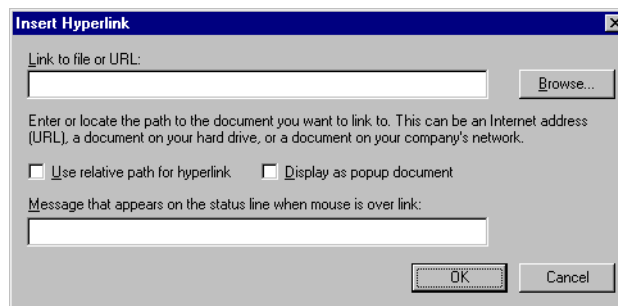 Insert Hyperlink
Link to file or URL:
Browse...
Enter or locate the path to the document you want to link to. This can be an Internet address
(URL), a document on your hard drive, or a document on your company's network.
Use relative path for hyperlink Display as popup document
Message that appears on the status line when mouse is over link:
OK Cancel